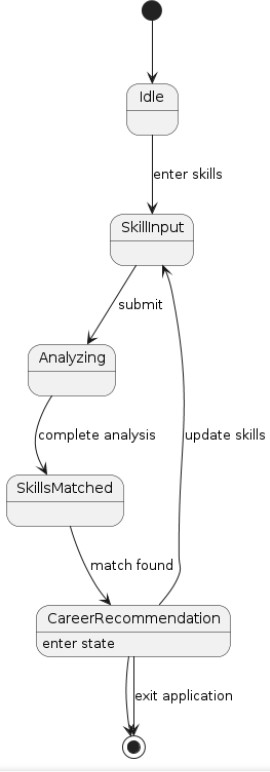 Idle
enter skills
SkillInput
submit
Analyzing
complete analysis
update skills
SkillsMatched
match found
CareerRecommendation
enter state
exit application